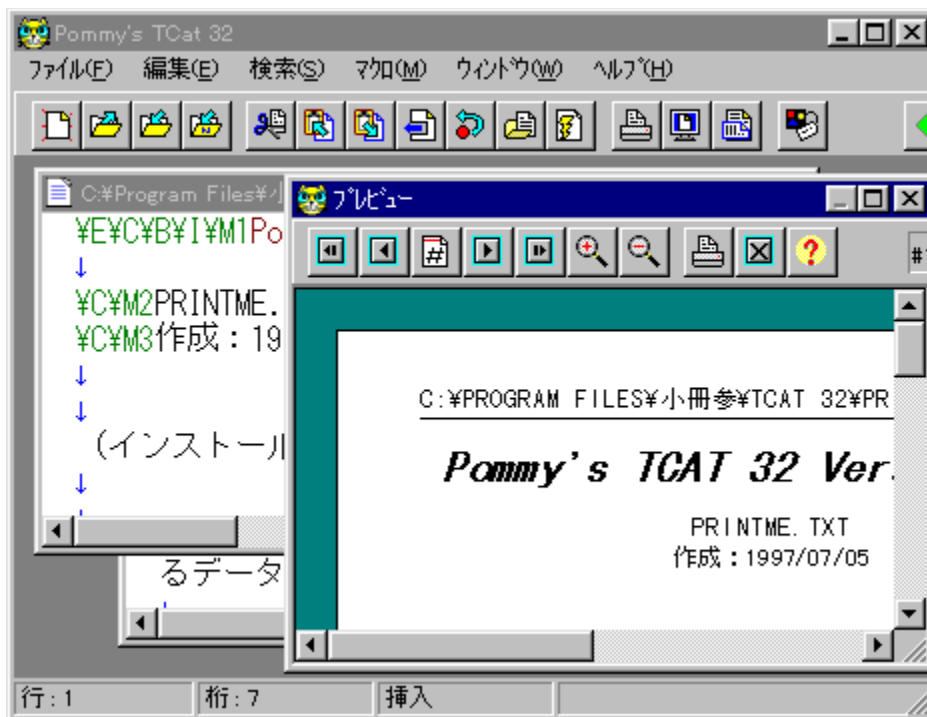 Pommy's TCat 32
ﾌｧｲﾙ(F) 編集(E) 検索(S) ﾏｸﾛ(M) ｳｨﾝﾄﾞｳ(W) ﾍﾙﾌﾟ(H)
C:¥Program Files¥小
¥E¥C¥B¥I¥M1Po
↓
¥C¥M2PRINTME.
¥C¥M3作成：19
↓
↓
(インストール
↓
るデータ
ﾌﾟﾚﾋﾞｭｰ
#
C:¥PROGRAM FILES¥小冊参¥TCAT 32¥PR
Pommy's TCAT 32 Ver.
PRINTME.TXT
作成：1997/07/05
行:1 桁:7 挿入